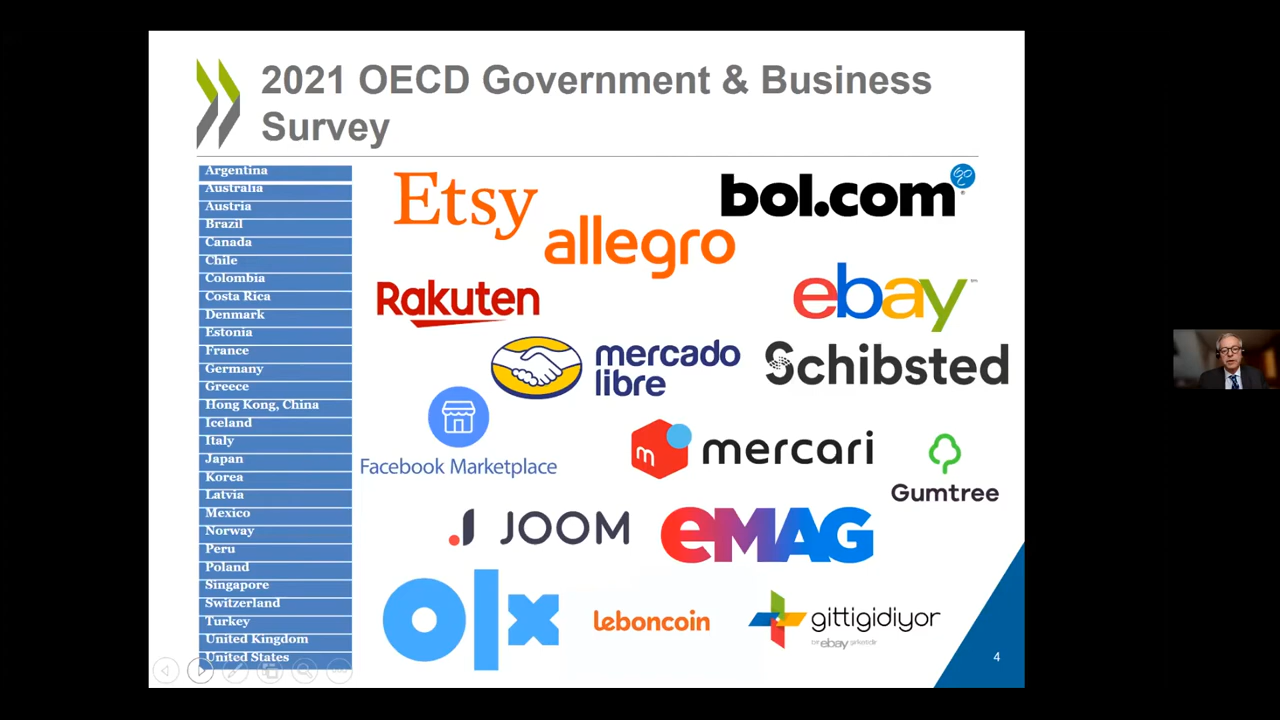 2021 OECD Government & Business
Survey
Argentina
Australia
Austria
Brazil
Canada
Chile
Colombia
Costa Rica
Denmark
Estonia
France
Germany
Greece
Hong Kong, China
Iceland
Italy
Japan
Korea
Latvia
Mexico
Norway
Peru
Poland
Singapore
Switzerland
Turkey
United Kingdom
United States
Etsy
bol.com
allegro
Rakuten
ebay
mercado
libre
Schibsted
Facebook Marketplace
m
mercari
Gumtree
JOOM
eMAG
olx
leboncoin
gittigidiyor
bir ebay girketidir
4